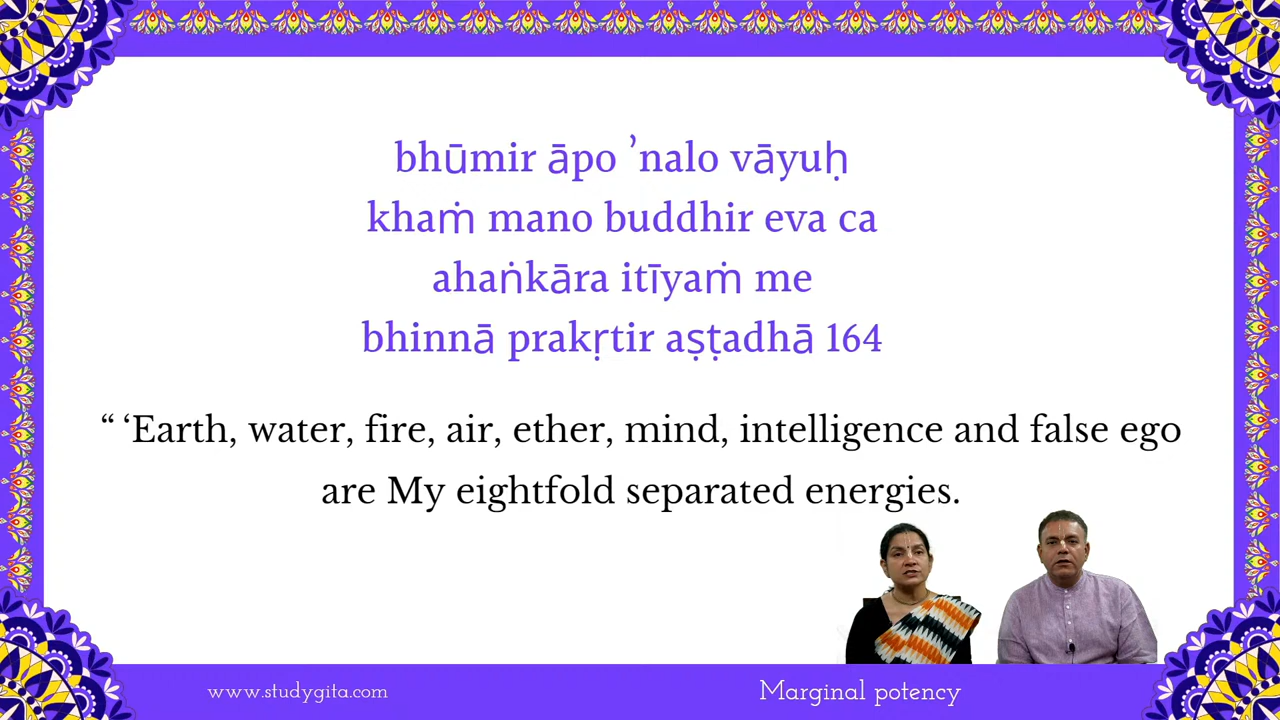 bhūmir āpo ’nalo vāyuḥ
khaṁ mano buddhir eva ca
ahaṅkāra itīyaṁ me
bhinnā prakṛtir aṣṭadhā 164
“ ‘Earth, water, fire, air, ether, mind, intelligence and false ego
are My eightfold separated energies.
www.studygita.com
Marginal potency